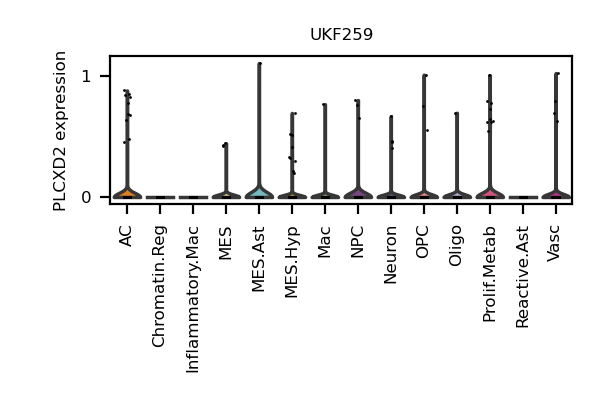 UKF259
PLCXD2 expression
1
0
AC
Chromatin.Reg
Inflammatory.Mac
MES
MES.Ast
MES.Hyp
Mac
NPC
Neuron
OPC
Oligo
Prolif.Metab
Reactive.Ast
Vasc